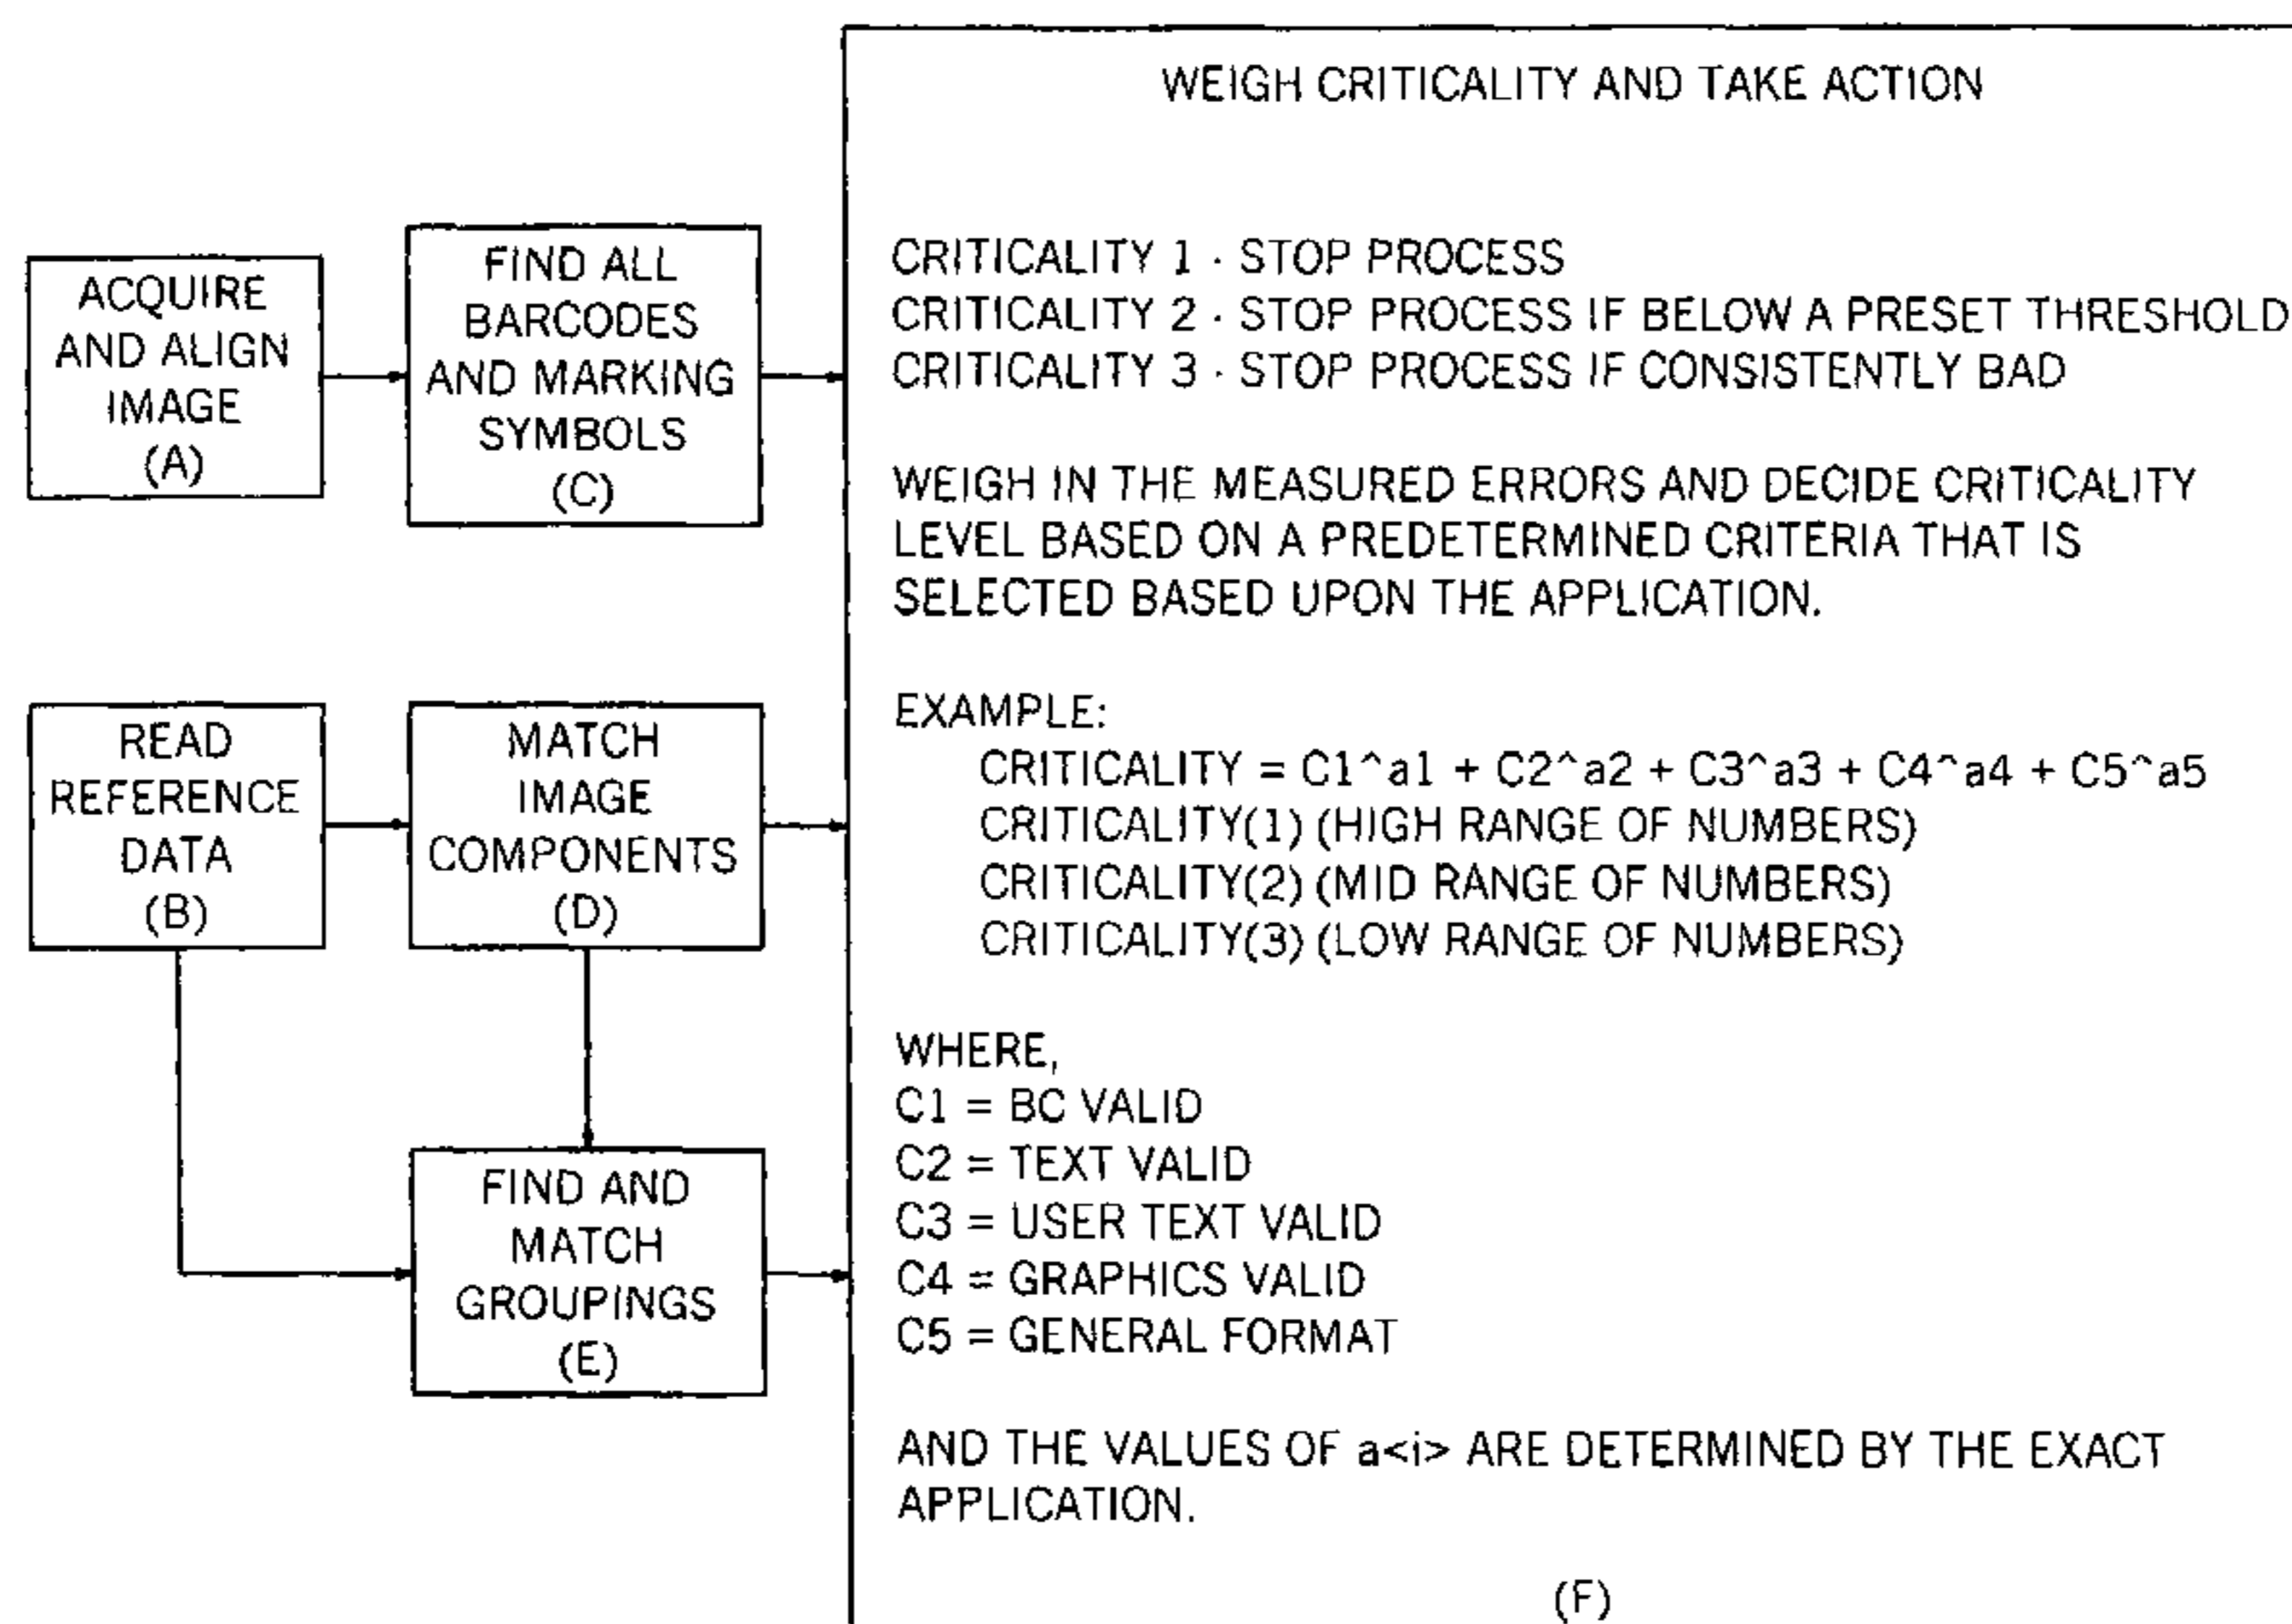 ACQUIRE
AND ALIGN
IMAGE
(A)
FIND ALL
BARCODES
AND MARKING
SYMBOLS
(C)
READ
REFERENCE
DATA
(B)
MATCH
IMAGE
COMPONENTS
(D)
FIND AND
MATCH
GROUPINGS
(E)
WEIGH CRITICALITY AND TAKE ACTION
CRITICALITY 1 · STOP PROCESS
CRITICALITY 2 · STOP PROCESS IF BELOW A PRESET THRESHOLD
CRITICALITY 3 · STOP PROCESS IF CONSISTENTLY BAD
WEIGH IN THE MEASURED ERRORS AND DECIDE CRITICALITY
LEVEL BASED ON A PREDETERMINED CRITERIA THAT IS
SELECTED BASED UPON THE APPLICATION.
EXAMPLE:
CRITICALITY = C1^a1 + C2^a2 + C3^a3 + C4^a4 + C5^a5
CRITICALITY(1) (HIGH RANGE OF NUMBERS)
CRITICALITY(2) (MID RANGE OF NUMBERS)
CRITICALITY(3) (LOW RANGE OF NUMBERS)
WHERE,
C1 = BC VALID
C2 = TEXT VALID
C3 = USER TEXT VALID
C4 = GRAPHICS VALID
C5 = GENERAL FORMAT
AND THE VALUES OF a<i> ARE DETERMINED BY THE EXACT
APPLICATION.
(F)